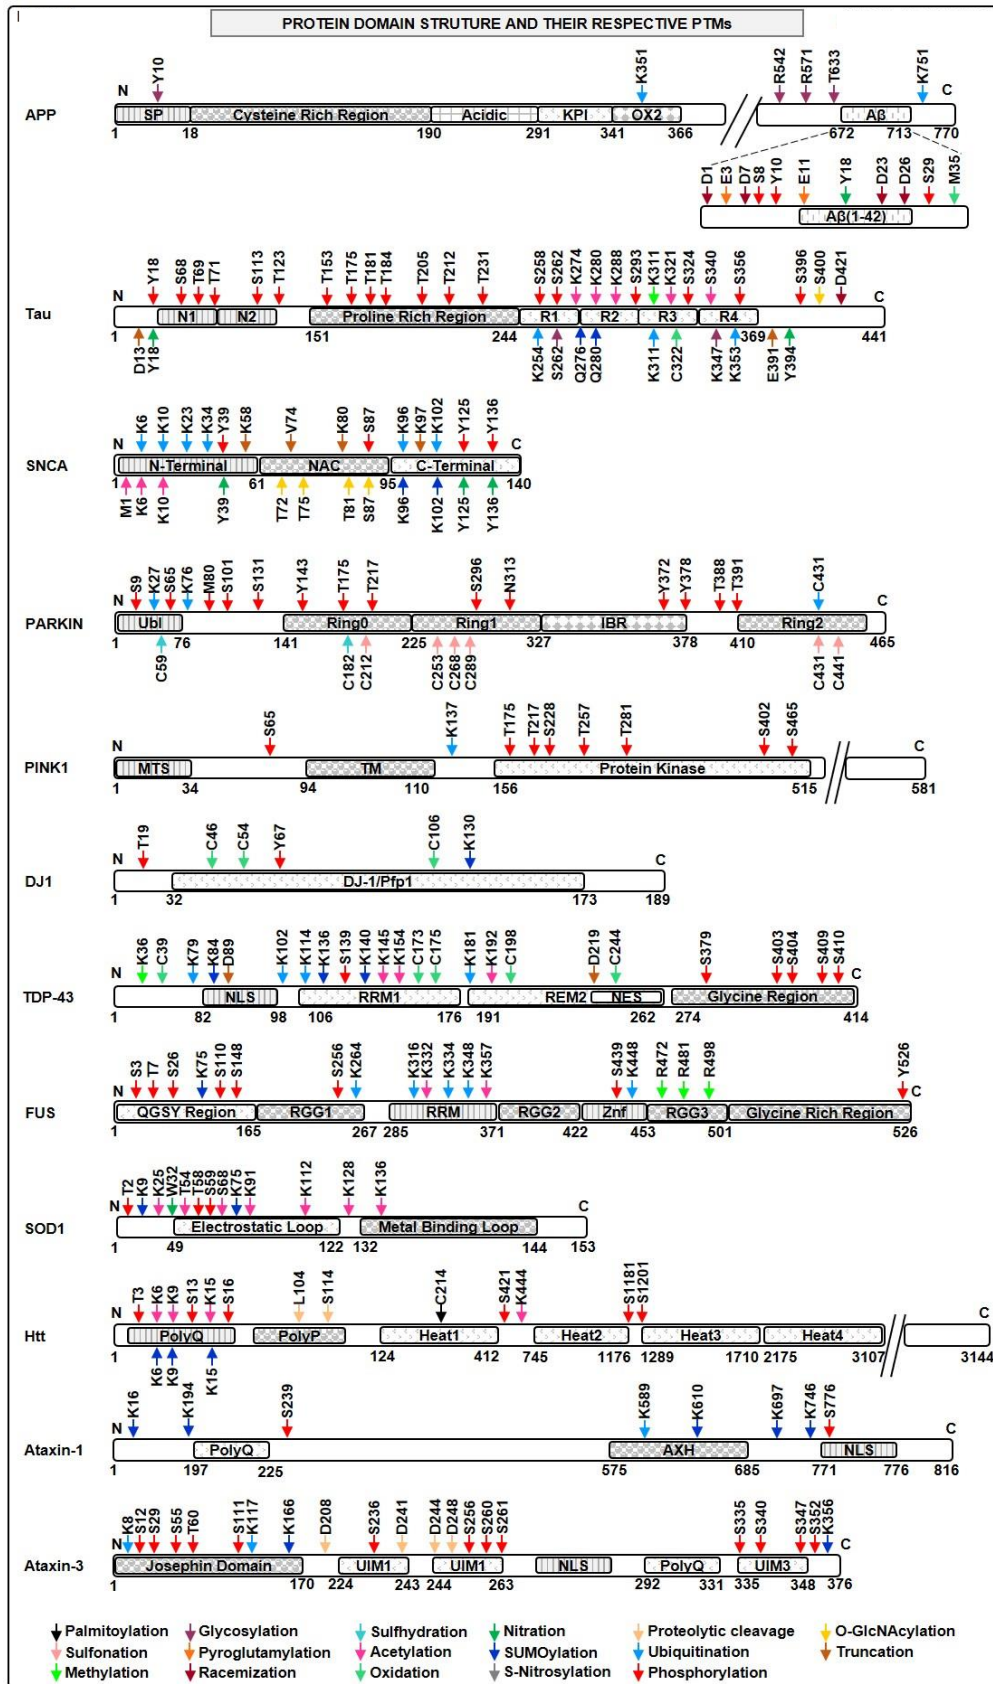 PROTEIN DOMAIN STRUTURE AND THEIR RESPECTIVE PTMs
Y10 K351 R542 R571 T633 K751
N C
APP SP Cysteine Rich Region Acidic KPI OX2 Aβ
1 18 190 291 341 366 672 713 770
D1 E3 D7 S8 Y10 E11 Y18 D23 D26 S29 M35
Aβ(1-42)
Y18 S68 T69 T71 S113 T123 T153 T175 T181 T184 T205 T212 T231 S258 S262 K274 K280 K288 S293 K311 K321 S324 S340 S356 S396 S400 D421
N C
Tau N1 N2 Proline Rich Region R1 R2 R3 R4
1 151 244 369 441
D13 Y18 K254 S262 Q276 Q280 K311 C322 K347 K353 E391 Y394
K6 K10 K23 K34 Y39 K58 V74 K80 S87 K96 K97 K102 Y125 Y136
N C
SNCA N-Terminal NAC C-Terminal
1 61 95 140
M1 K6 K10 Y39 T72 T75 T81 S87 K96 K102 Y125 Y136
S9 K27 S65 K76 M80 S101 S131 Y143 T175 T217 S296 N313 Y372 Y378 T388 T391 C431
N C
PARKIN Ubl Ring0 Ring1 IBR Ring2
1 76 141 225 327 378 410 465
C59 C182 C212 C253 C268 C289 C431 C441
S65 K137 T175 T217 S228 T257 T281 S402 S465
N C
PINK1 MTS TM Protein Kinase
1 34 94 110 156 515 581
T19 C46 C54 Y67 C106 K130
N C
DJ1 DJ-1/Pfp1
1 32 173 189
K36 C39 K79 K84 D89 K102 K114 K136 S139 K140 K145 K154 C173 C175 K181 K192 C198 D219 C244 S379 S403 S404 S409 S410
N C
TDP-43 NLS RRM1 REM2 NES Glycine Region
1 82 98 106 176 191 262 274 414
S3 T7 S26 K75 S110 S148 S256 K264 K316 K332 K334 K348 K357 S439 K448 R472 R481 R498 Y526
N C
FUS QGSY Region RGG1 RRM RGG2 Znf RGG3 Glycine Rich Region
1 165 267 285 371 422 453 501 526
T2 K9 K25 W32 T54 T58 S59 S68 K75 K91 K112 K128 K136
N C
SOD1 Electrostatic Loop Metal Binding Loop
1 49 122 132 144 153
T3 K6 K9 S13 K15 S16 L104 S114 C214 S421 K444 S1181 S1201
N C
Htt PolyQ PolyP Heat1 Heat2 Heat3 Heat4
1 124 412 745 1176 1289 1710 2175 3107 3144
K6 K9 K15
K16 K194 S239 K589 K610 K697 K746 S776
N C
Ataxin-1 PolyQ AXH NLS
1 197 225 575 685 771 776 816
K8 S12 S29 S55 T60 S111 K117 K166 D208 S236 D241 D244 D248 S256 S260 S261 S335 S340 S347 S352 K356
N C
Ataxin-3 Josephin Domain UIM1 UIM1 NLS PolyQ UIM3
1 170 224 243 244 263 292 331 335 348 376
Palmitoylation Glycosylation Sulfhydration Nitration Proteolytic cleavage O-GlcNAcylation
Sulfonation Pyroglutamylation Acetylation SUMOylation Ubiquitination Truncation
Methylation Racemization Oxidation S-Nitrosylation Phosphorylation